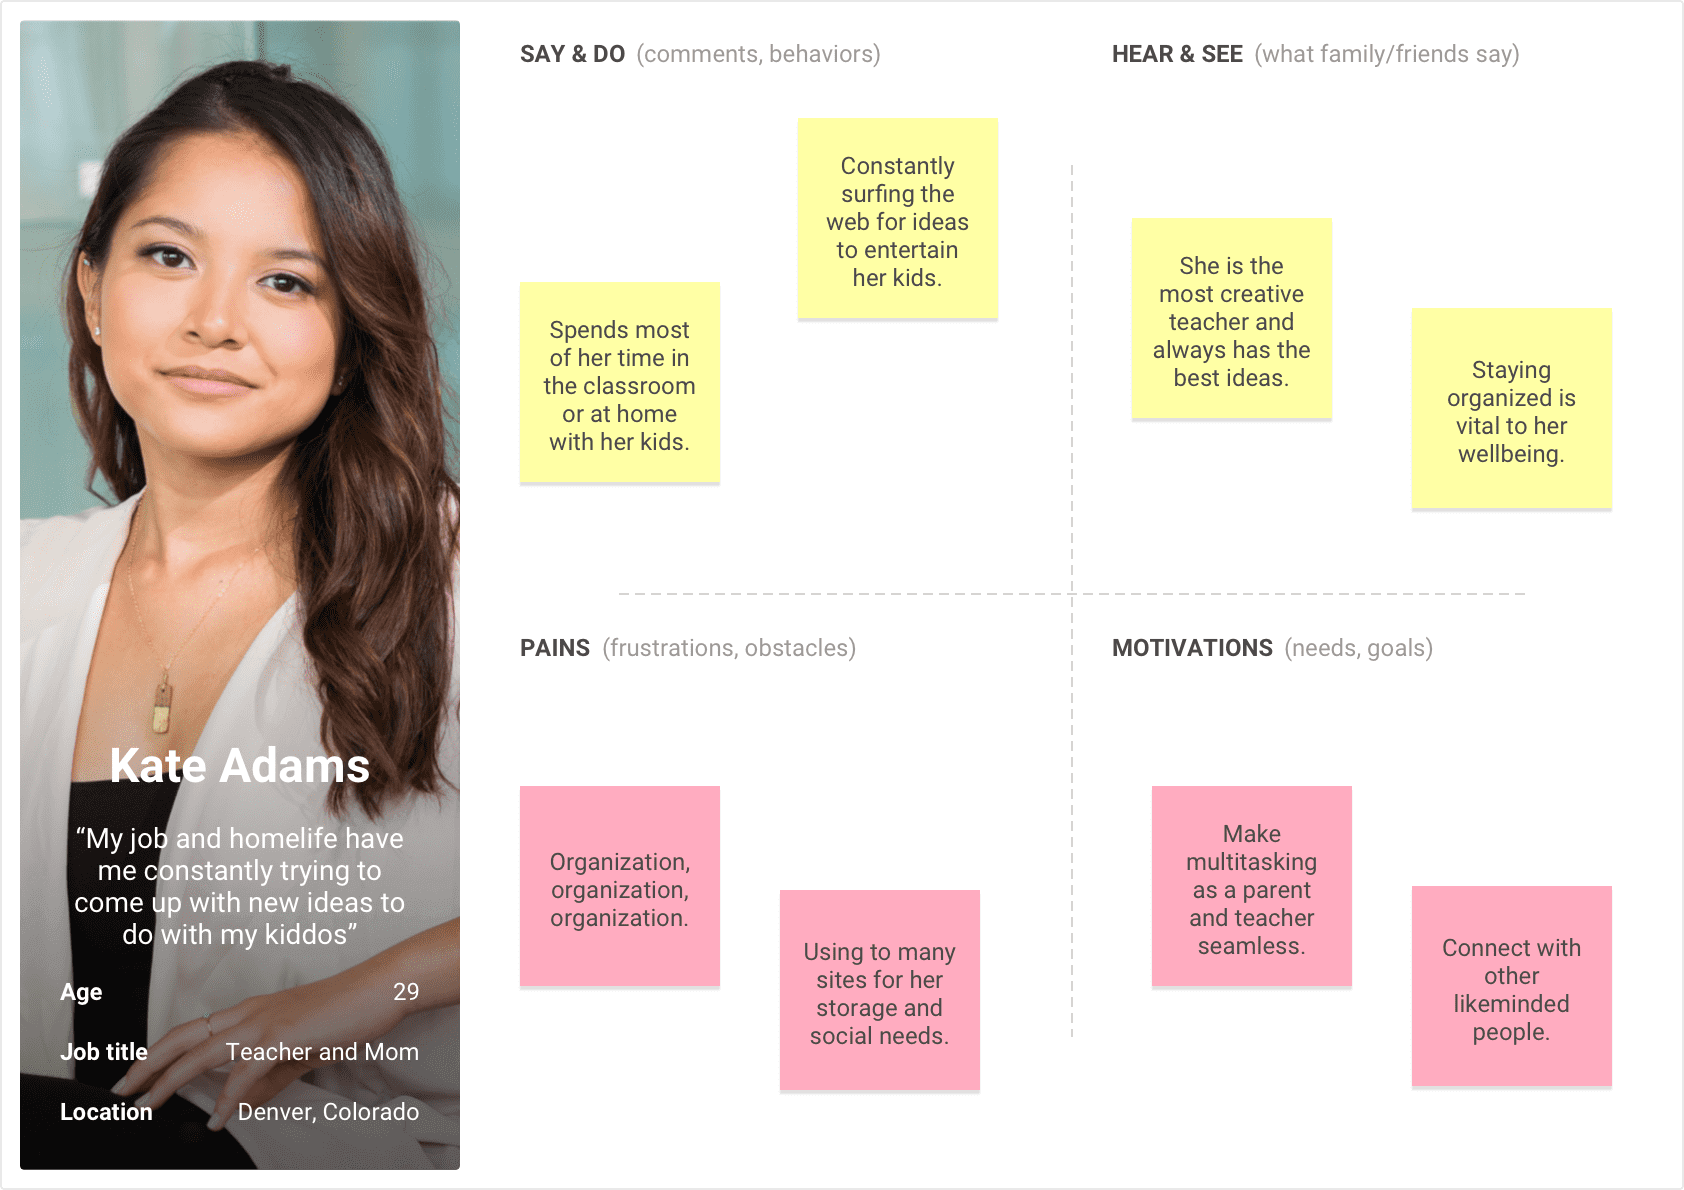 Kate Adams
“My job and homelife have
me constantly trying to
come up with new ideas to
do with my kiddos”
Age 29
Job title Teacher and Mom
Location Denver, Colorado
SAY & DO (comments, behaviors)
Constantly
surfing the
web for ideas
to entertain
her kids.
Spends most
of her time in
the classroom
or at home
with her kids.
HEAR & SEE (what family/friends say)
She is the
most creative
teacher and
always has the
best ideas.
Staying
organized is
vital to her
wellbeing.
PAINS (frustrations, obstacles)
Organization,
organization,
organization.
Using to many
sites for her
storage and
social needs.
MOTIVATIONS (needs, goals)
Make
multitasking
as a parent
and teacher
seamless.
Connect with
other
likeminded
people.